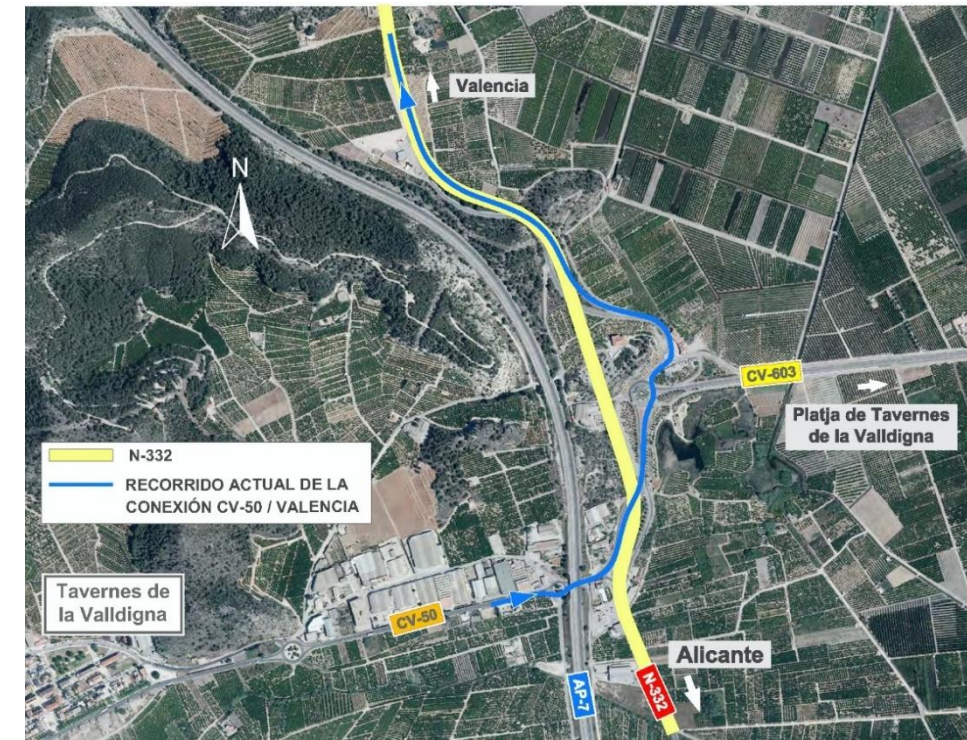 Valencia
N
CV-603
Platja de Tavernes
de la Valldigna
N-332
RECORRIDO ACTUAL DE LA
CONEXIÓN CV-50 / VALENCIA
Tavernes de
la Valldigna
CV-50
Alicante
AP-7
N-332